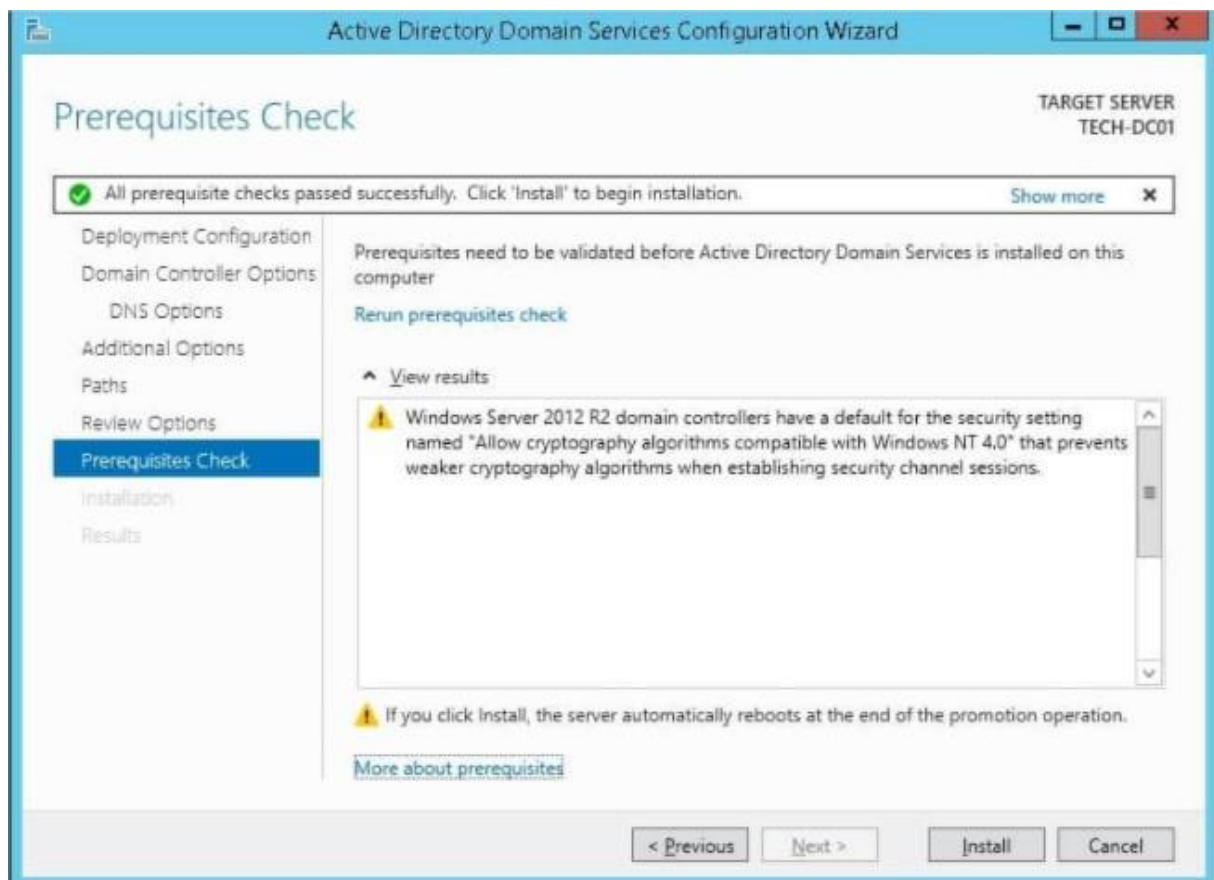 Active Directory Domain Services Configuration Wizard
Prerequisites Check
TARGET SERVER
TECH-DC01
All prerequisite checks passed successfully. Click 'Install' to begin installation.
Show more
Deployment Configuration
Domain Controller Options
DNS Options
Additional Options
Paths
Review Options
Prerequisites Check
Installation
Results
Prerequisites need to be validated before Active Directory Domain Services is installed on this
computer
Rerun prerequisites check
View results
Windows Server 2012 R2 domain controllers have a default for the security setting
named "Allow cryptography algorithms compatible with Windows NT 4.0" that prevents
weaker cryptography algorithms when establishing security channel sessions.
If you click Install, the server automatically reboots at the end of the promotion operation.
More about prerequisites
< Previous
Next >
Install
Cancel